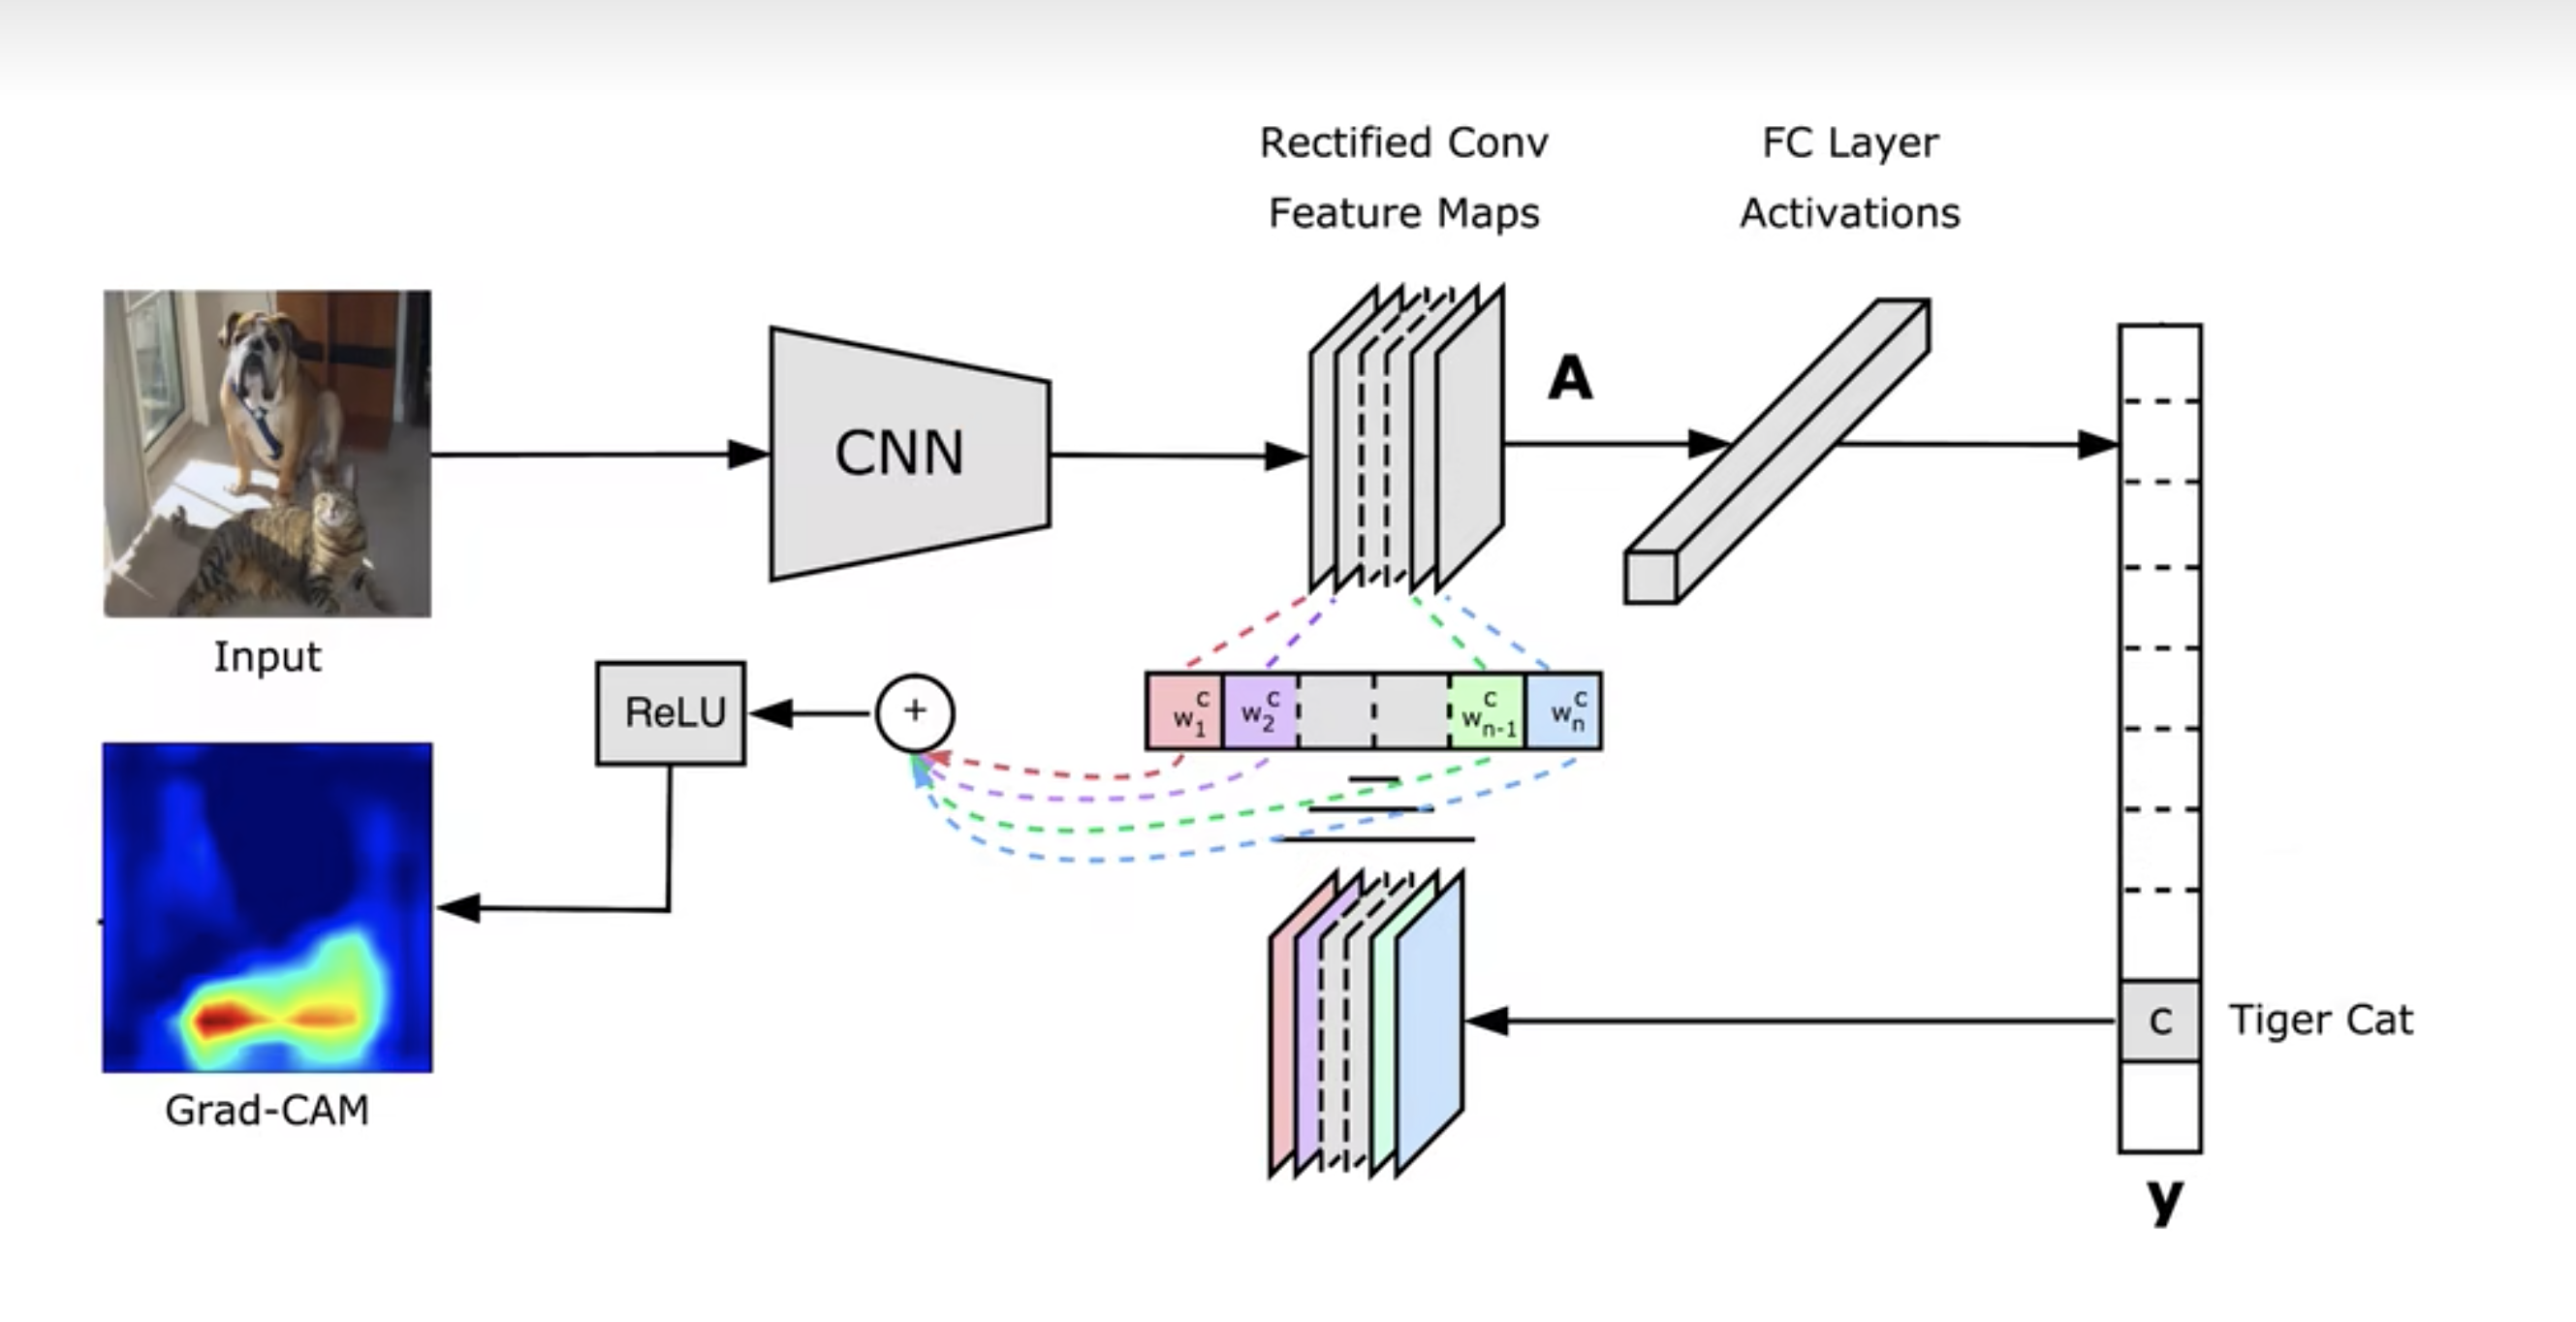 Rectified Conv
Feature Maps
FC Layer
Activations
A
CNN
Input
ReLU
+
w₁ᶜ
w₂ᶜ
wₙ₋₁ᶜ
wₙᶜ
Grad-CAM
c
Tiger Cat
y